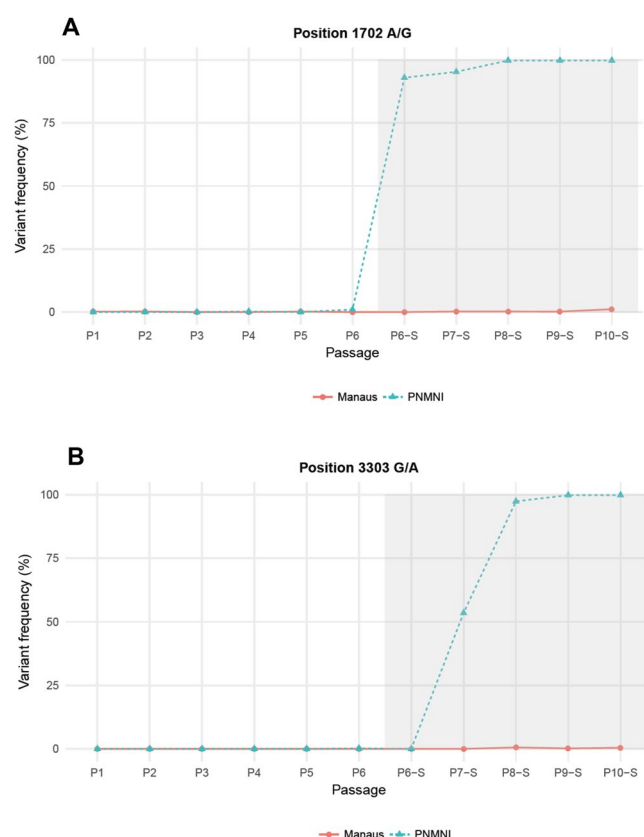 A
Position 1702 A/G
Variant frequency (%)
100
75
50
25
0
P1 P2 P3 P4 P5 P6 P6-S P7-S P8-S P9-S P10-S
Passage
Manaus PNMNI
B
Position 3303 G/A
Variant frequency (%)
100
75
50
25
0
P1 P2 P3 P4 P5 P6 P6-S P7-S P8-S P9-S P10-S
Passage
Manaus PNMNI